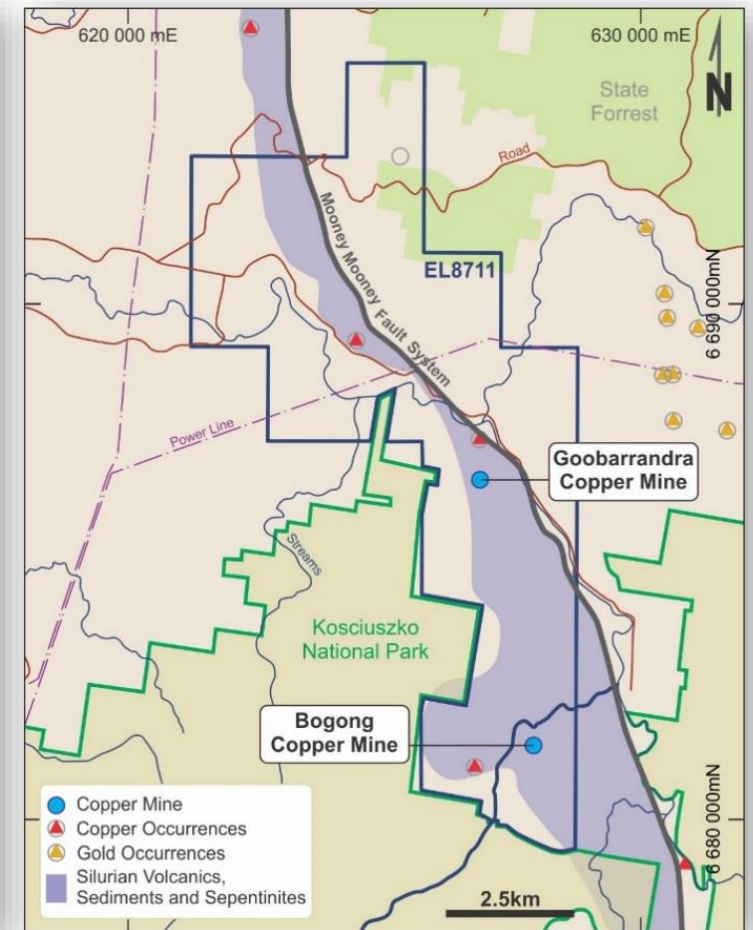 620 000 mE
630 000 mE
N
State
Forrest
Road
Mooney Mooney Fault System
EL8711
6 690 000mN
Power Line
Goobarrandra
Copper Mine
Streams
Kosciuszko
National Park
Bogong
Copper Mine
Copper Mine
Copper Occurrences
Gold Occurrences
Silurian Volcanics,
Sediments and Sepentinites
2.5km
6 680 000mN